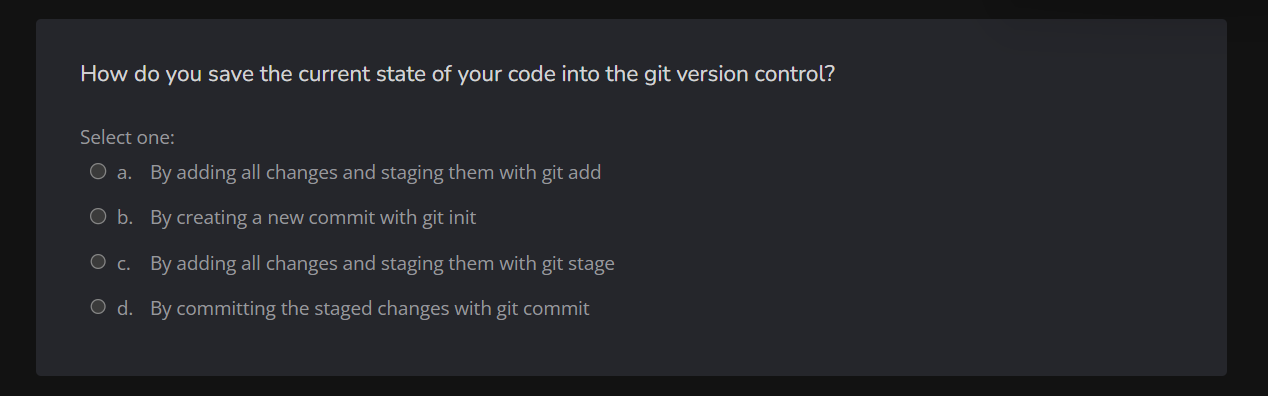 How do you save the current state of your code into the git version control?
Select one:
a. By adding all changes and staging them with git add
b. By creating a new commit with git init
c. By adding all changes and staging them with git stage
d. By committing the staged changes with git commit